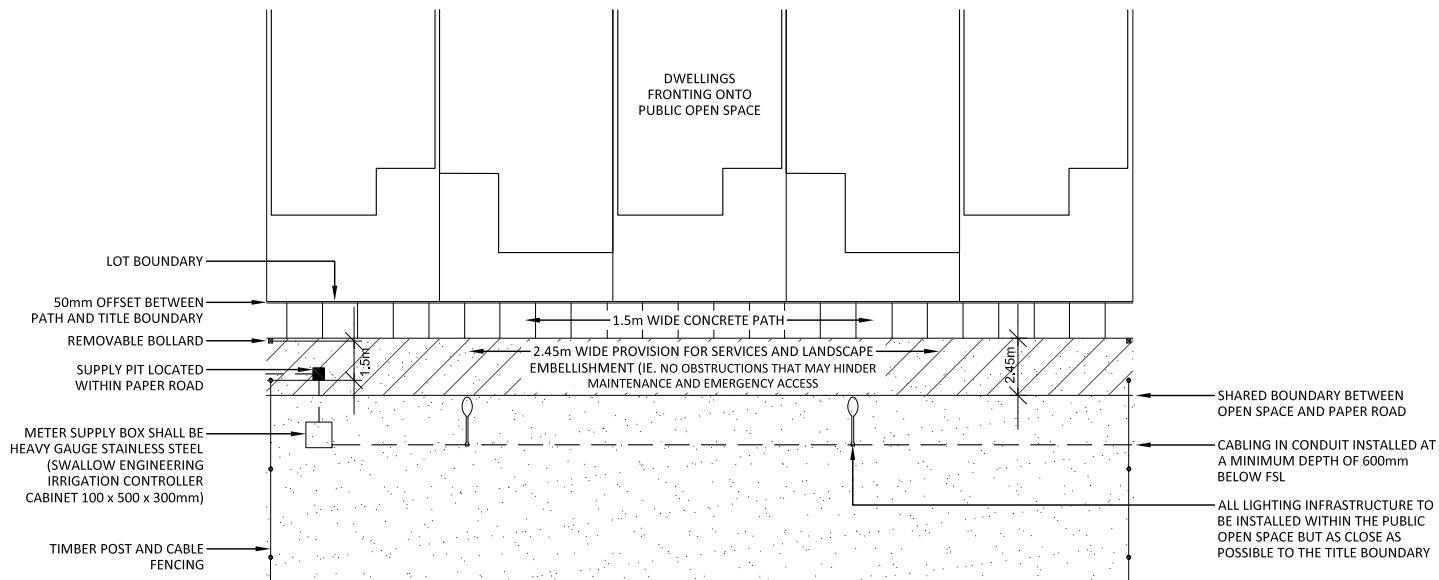 DWELLINGS
FRONTING ONTO
PUBLIC OPEN SPACE
LOT BOUNDARY
50mm OFFSET BETWEEN
PATH AND TITLE BOUNDARY
REMOVABLE BOLLARD
SUPPLY PIT LOCATED
WITHIN PAPER ROAD
METER SUPPLY BOX SHALL BE
HEAVY GAUGE STAINLESS STEEL
(SWALLOW ENGINEERING
IRRIGATION CONTROLLER
CABINET 100 x 500 x 300mm)
TIMBER POST AND CABLE
FENCING
1.5m WIDE CONCRETE PATH
1.5m
2.45m WIDE PROVISION FOR SERVICES AND LANDSCAPE
EMBELLISHMENT (IE. NO OBSTRUCTIONS THAT MAY HINDER
MAINTENANCE AND EMERGENCY ACCESS
2.45m
SHARED BOUNDARY BETWEEN
OPEN SPACE AND PAPER ROAD
CABLING IN CONDUIT INSTALLED AT
A MINIMUM DEPTH OF 600mm
BELOW FSL
ALL LIGHTING INFRASTRUCTURE TO
BE INSTALLED WITHIN THE PUBLIC
OPEN SPACE BUT AS CLOSE AS
POSSIBLE TO THE TITLE BOUNDARY